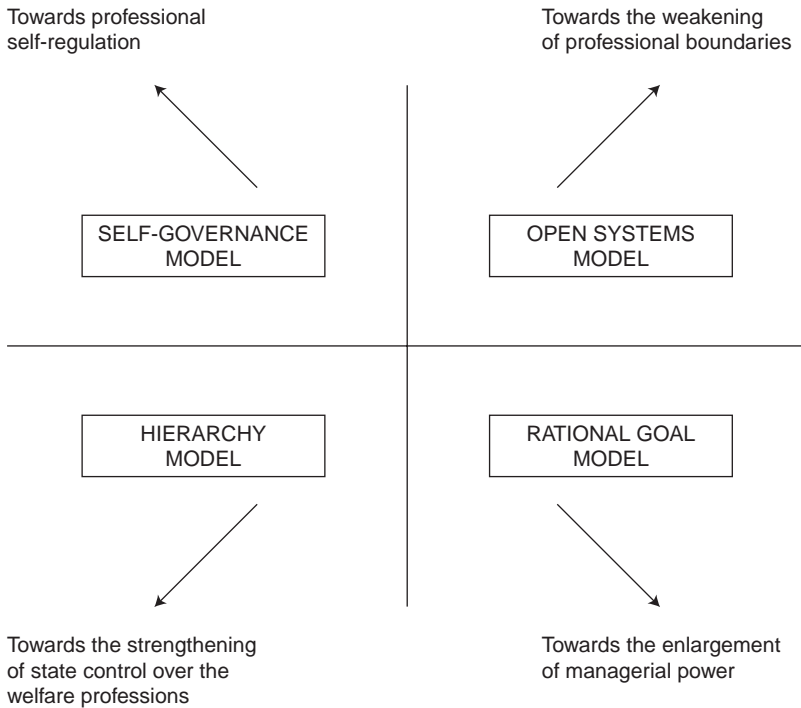 Towards professional
self-regulation
Towards the weakening
of professional boundaries
SELF-GOVERNANCE
MODEL
OPEN SYSTEMS
MODEL
HIERARCHY
MODEL
RATIONAL GOAL
MODEL
Towards the strengthening
of state control over the
welfare professions
Towards the enlargement
of managerial power